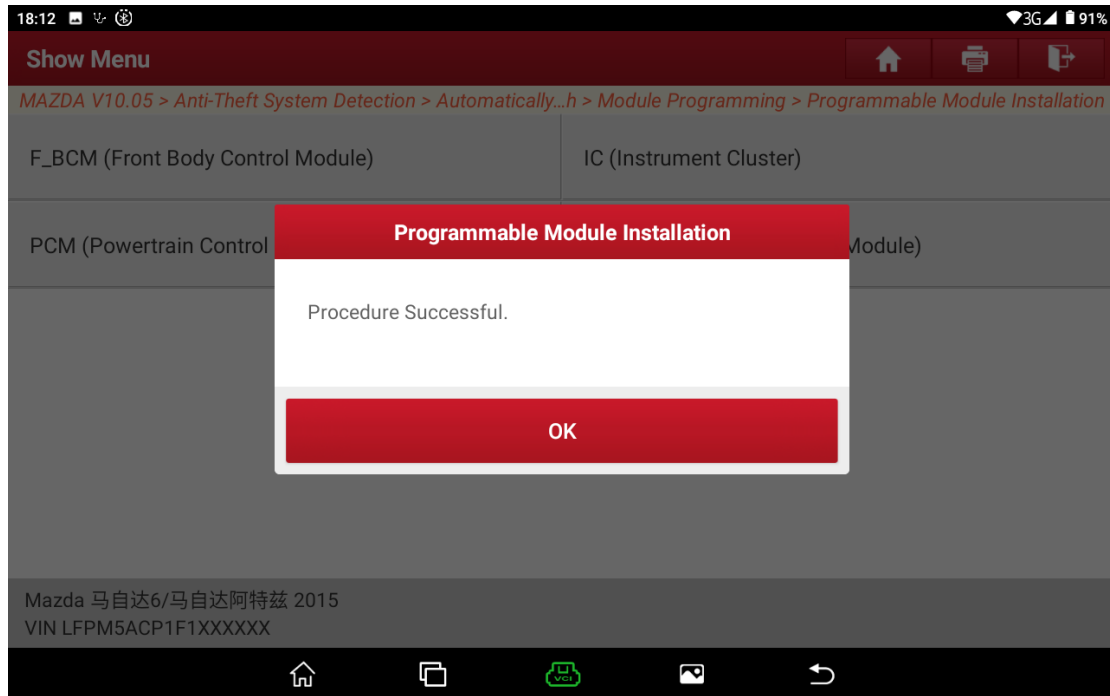 18:12 3G 91%
Show Menu
MAZDA V10.05 > Anti-Theft System Detection > Automatically...h > Module Programming > Programmable Module Installation
F_BCM (Front Body Control Module)
IC (Instrument Cluster)
PCM (Powertrain Control
Module)
Programmable Module Installation
Procedure Successful.
OK
Mazda 马自达6/马自达阿特兹 2015
VIN LFPM5ACP1F1XXXXXX
VCI